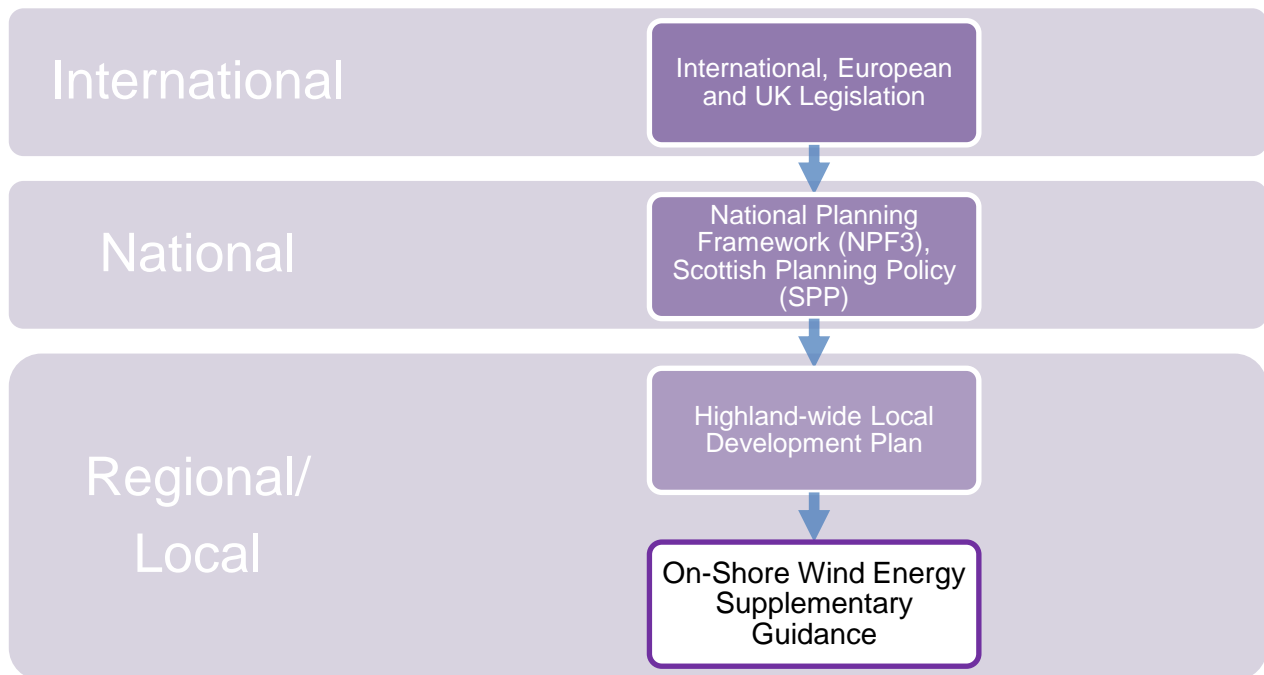 International
International, European
and UK Legislation
National
National Planning
Framework (NPF3),
Scottish Planning Policy
(SPP)
Regional/
Local
Highland-wide Local
Development Plan
On-Shore Wind Energy
Supplementary
Guidance